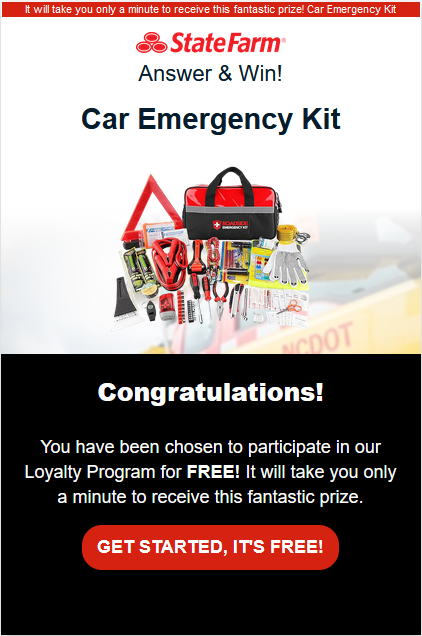 It will take you only a minute to receive this fantastic prize! Car Emergency Kit
StateFarm®
Answer & Win!
Car Emergency Kit
ROADSIDE
EMERGENCY KIT
NCDOT
Congratulations!
You have been chosen to participate in our
Loyalty Program for FREE! It will take you only
a minute to receive this fantastic prize.
GET STARTED, IT'S FREE!